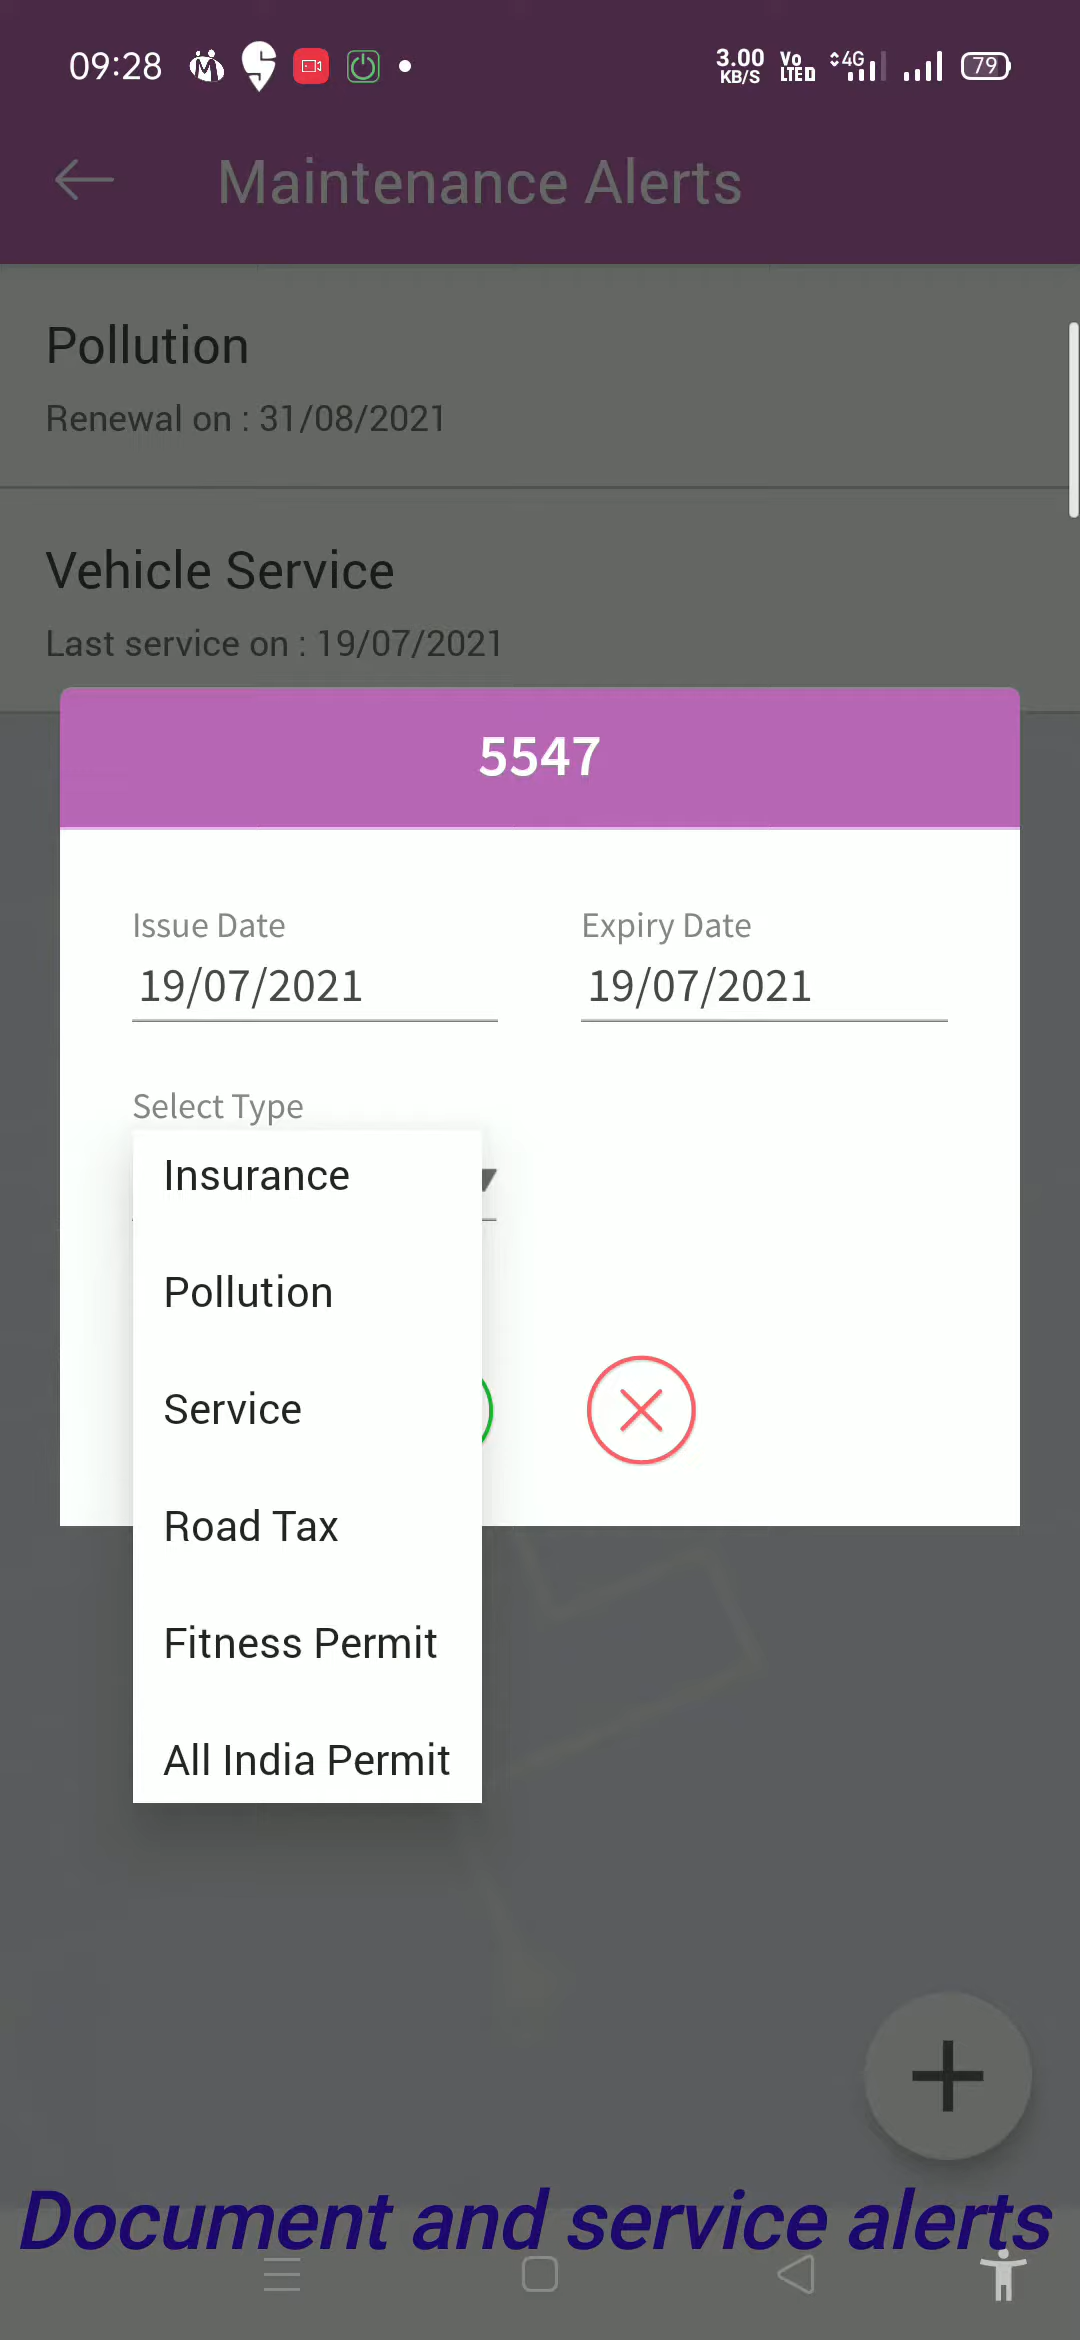 09:28
3.00 KB/S Vo LTE 4G 79
Maintenance Alerts
Pollution
Renewal on : 31/08/2021
Vehicle Service
Last service on : 19/07/2021
5547
Issue Date Expiry Date
19/07/2021 19/07/2021
Select Type
Insurance
Pollution
Service
Road Tax
Fitness Permit
All India Permit
Document and service alerts